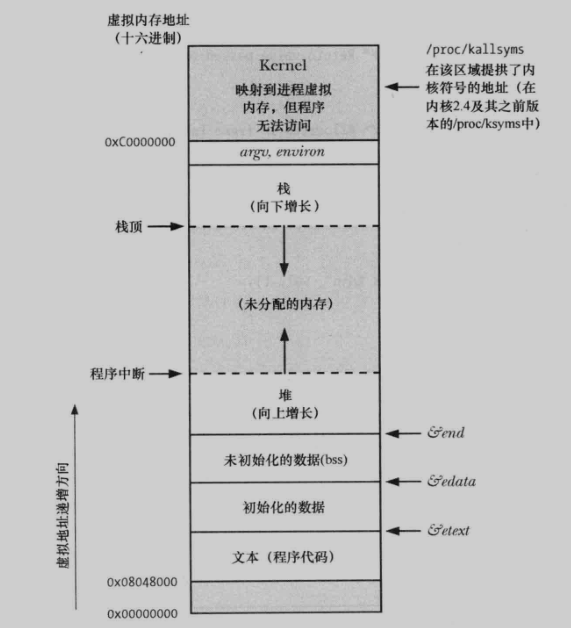 虚拟内存地址
（十六进制）
/proc/kallsyms
在该区域提供了内
核符号的地址（在
内核2.4及其之前版
本的/proc/ksyms中）
Kernel
映射到进程虚拟
内存，但程序
无法访问
0xC0000000
argv, environ
栈
（向下增长）
栈顶
（未分配的内存）
程序中断
堆
（向上增长）
&end
未初始化的数据(bss)
&edata
初始化的数据
&etext
文本（程序代码）
0x08048000
0x00000000
虚拟地址递增方向